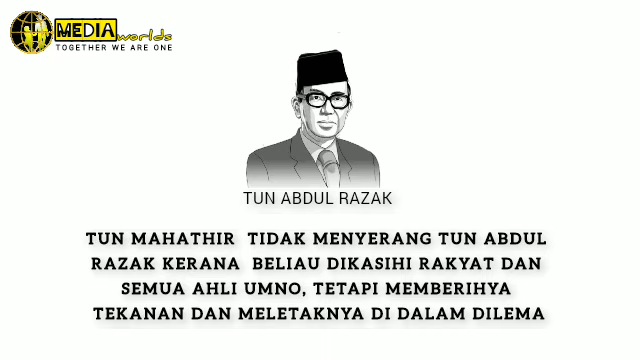 MEDIA worlds
TOGETHER WE ARE ONE
TUN ABDUL RAZAK
TUN MAHATHIR TIDAK MENYERANG TUN ABDUL
RAZAK KERANA BELIAU DIKASIHI RAKYAT DAN
SEMUA AHLI UMNO, TETAPI MEMBERIHYA
TEKANAN DAN MELETAKNYA DI DALAM DILEMA